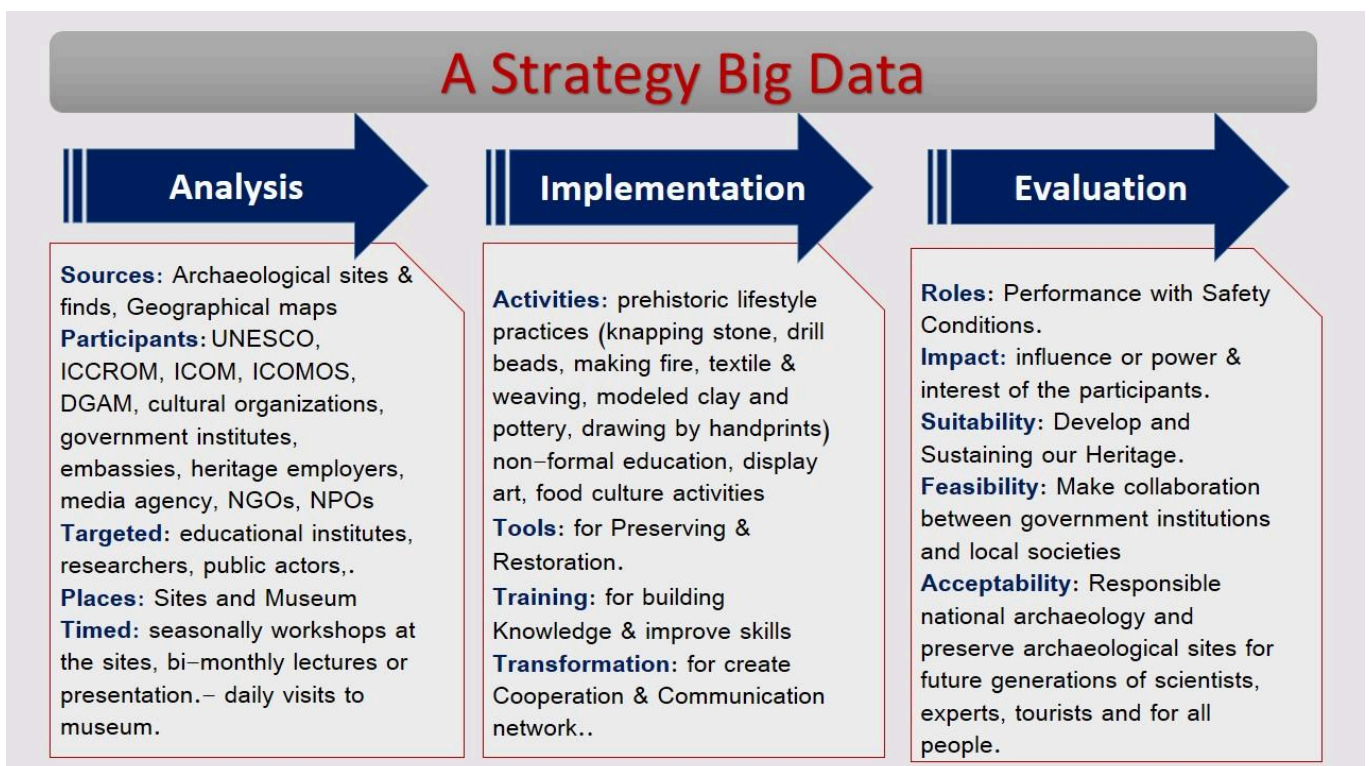 A Strategy Big Data
Analysis
Sources: Archaeological sites &
finds, Geographical maps
Participants: UNESCO,
ICCROM, ICOM, ICOMOS,
DGAM, cultural organizations,
government institutes,
embassies, heritage employers,
media agency, NGOs, NPOs
Targeted: educational institutes,
researchers, public actors,.
Places: Sites and Museum
Timed: seasonally workshops at
the sites, bi-monthly lectures or
presentation.- daily visits to
museum.
Implementation
Activities: prehistoric lifestyle
practices (knapping stone, drill
beads, making fire, textile &
weaving, modeled clay and
pottery, drawing by handprints)
non-formal education, display
art, food culture activities
Tools: for Preserving &
Restoration.
Training: for building
Knowledge & improve skills
Transformation: for create
Cooperation & Communication
network..
Evaluation
Roles: Performance with Safety
Conditions.
Impact: influence or power &
interest of the participants.
Suitability: Develop and
Sustaining our Heritage.
Feasibility: Make collaboration
between government institutions
and local societies
Acceptability: Responsible
national archaeology and
preserve archaeological sites for
future generations of scientists,
experts, tourists and for all
people.